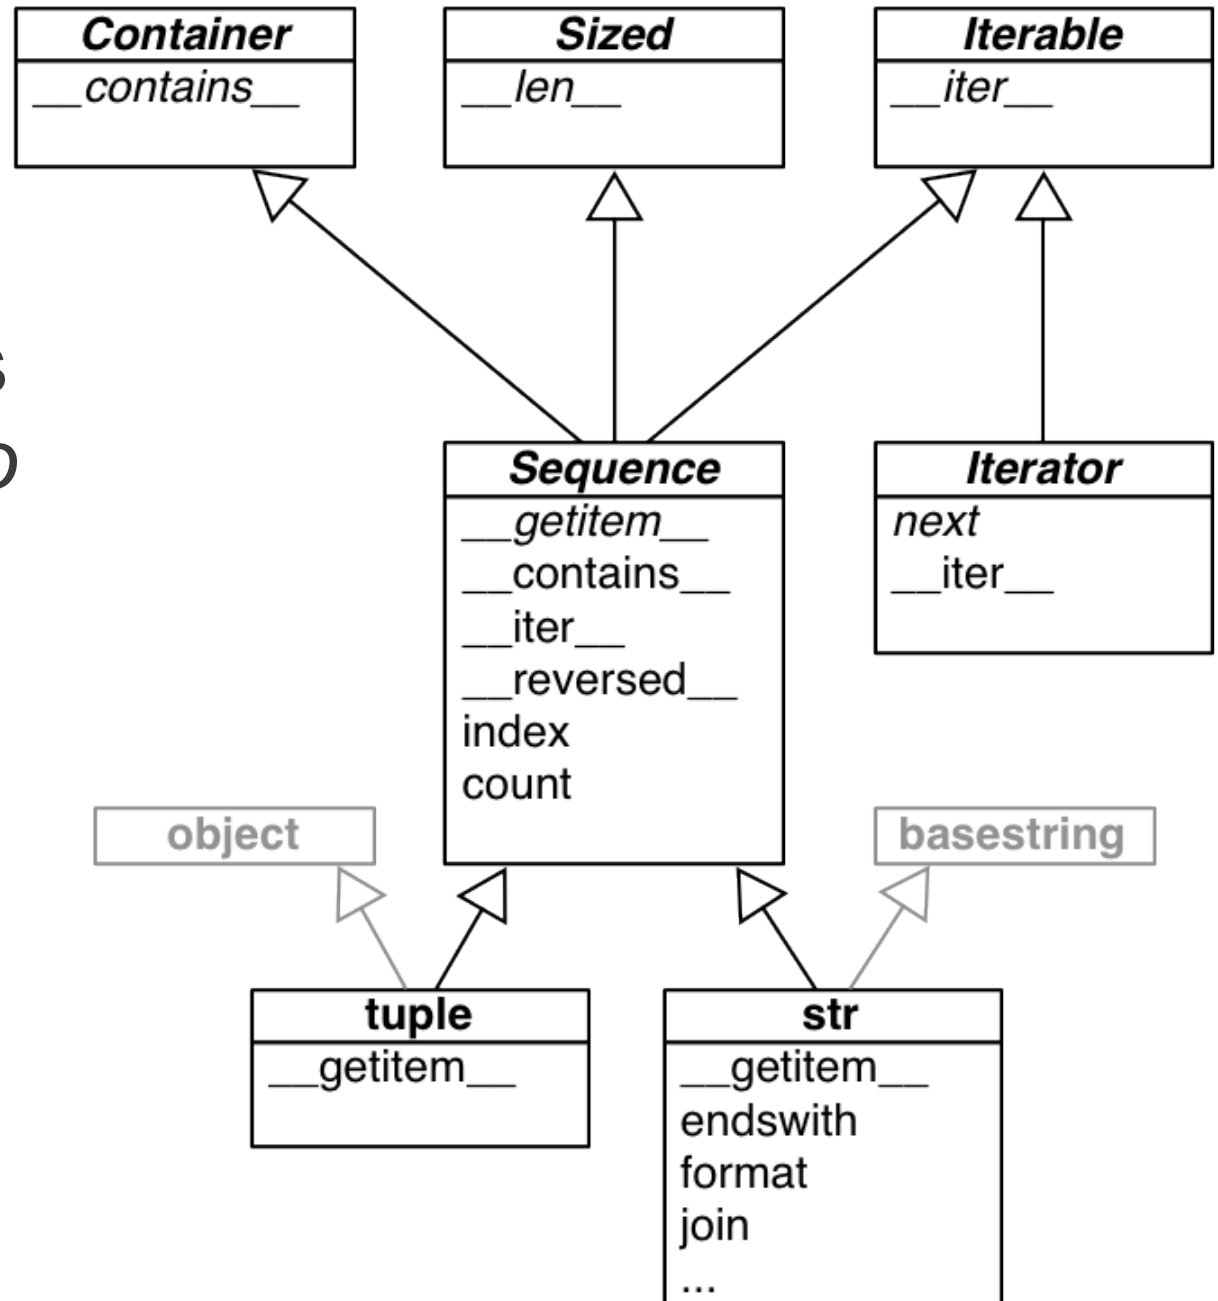 Container
__contains__
Sized
__len__
Iterable
__iter__
s
o
Sequence
__getitem__
__contains__
__iter__
__reversed__
index
count
Iterator
next
__iter__
object
basestring
tuple
__getitem__
str
__getitem__
endswith
format
join
...